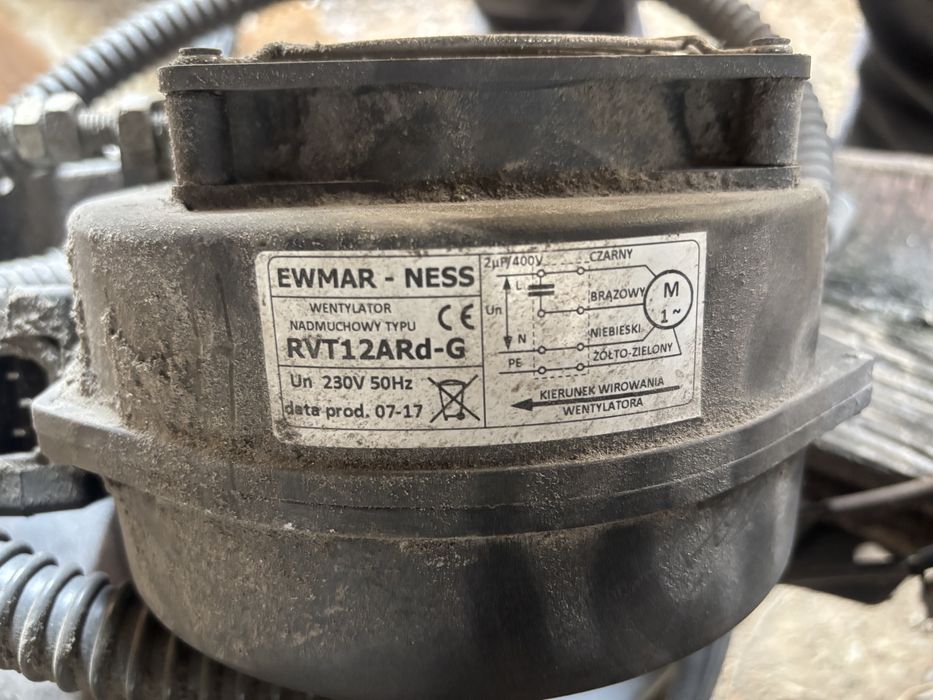 EWMAR - NESS
WENTYLATOR
NADMUCHOWY TYPU
CE
RVT12ARd-G
Un 230V 50Hz
data prod. 07-17
2µF/400V
CZARNY
L
BRĄZOWY
M
1~
Un
N
NIEBIESKI
PE
ŻÓŁTO-ZIELONY
KIERUNEK WIROWANIA
WENTYLATORA